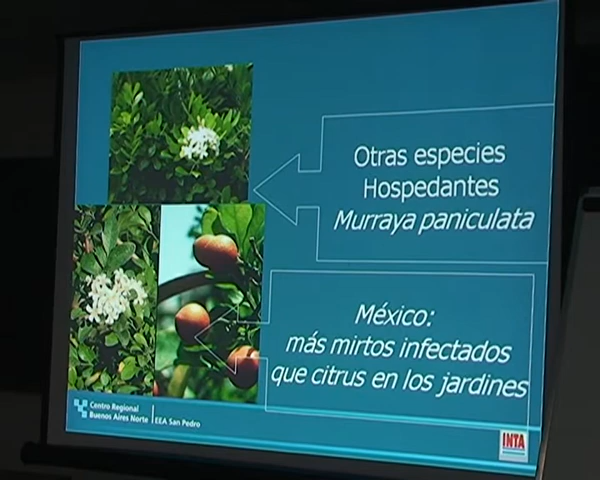 Otras especies
Hospedantes
Murraya paniculata
México:
más mirtos infectados
que citrus en los jardines
Centro Regional
Buenos Aires Norte
EEA San Pedro
INTA